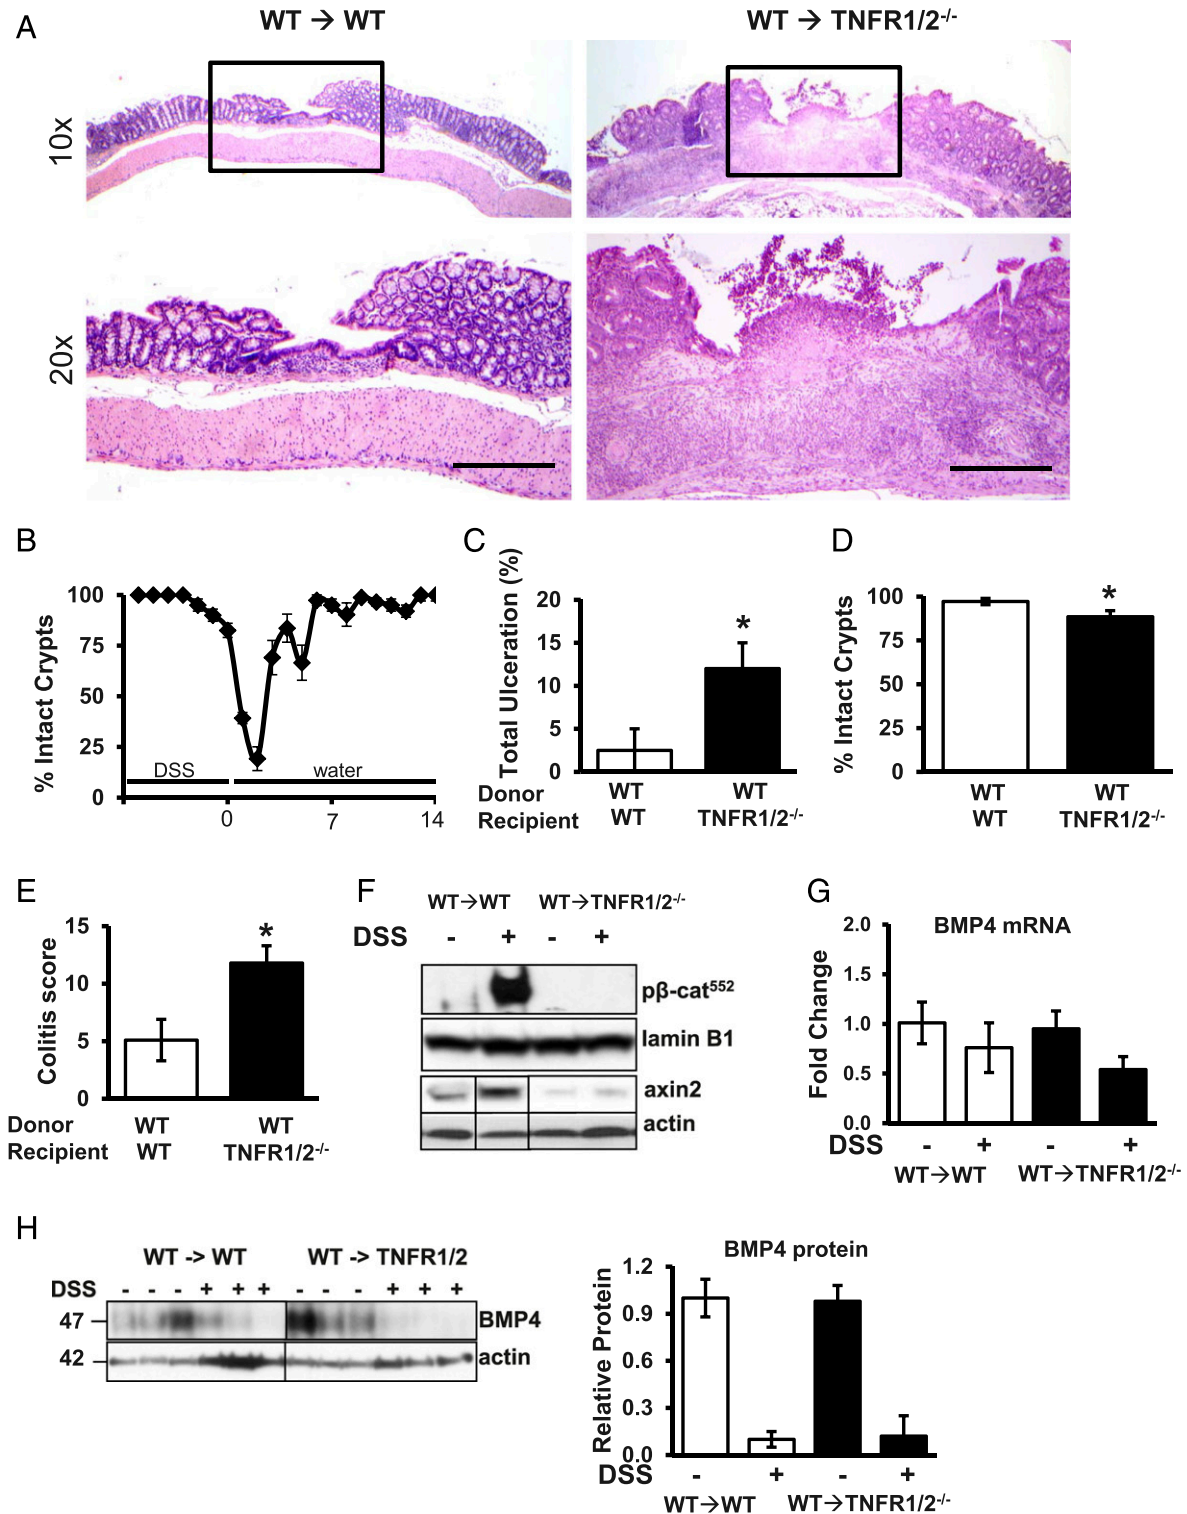 A
WT → WT
WT → TNFR1/2-/-
10x
20x
B
% Intact Crypts
100
75
50
25
0
DSS
water
0
7
14
C
Total Ulceration (%)
20
15
10
5
0
*
Donor
WT
WT
Recipient
WT
TNFR1/2-/-
D
% Intact Crypts
100
75
50
25
0
*
WT
WT
WT
TNFR1/2-/-
E
Colitis score
15
10
5
0
*
Donor
WT
WT
Recipient
WT
TNFR1/2-/-
F
WT→WT
WT→TNFR1/2-/-
DSS - + - +
pβ-cat552
lamin B1
axin2
actin
G
BMP4 mRNA
Fold Change
2.0
1.5
1.0
0.5
0.0
DSS - + - +
WT→WT
WT→TNFR1/2-/-
H
WT -> WT
WT -> TNFR1/2
DSS - - - + + + - - - + + +
47
BMP4
42
actin
BMP4 protein
Relative Protein
1.2
0.9
0.6
0.3
0.0
DSS - + - +
WT→WT
WT→TNFR1/2-/-